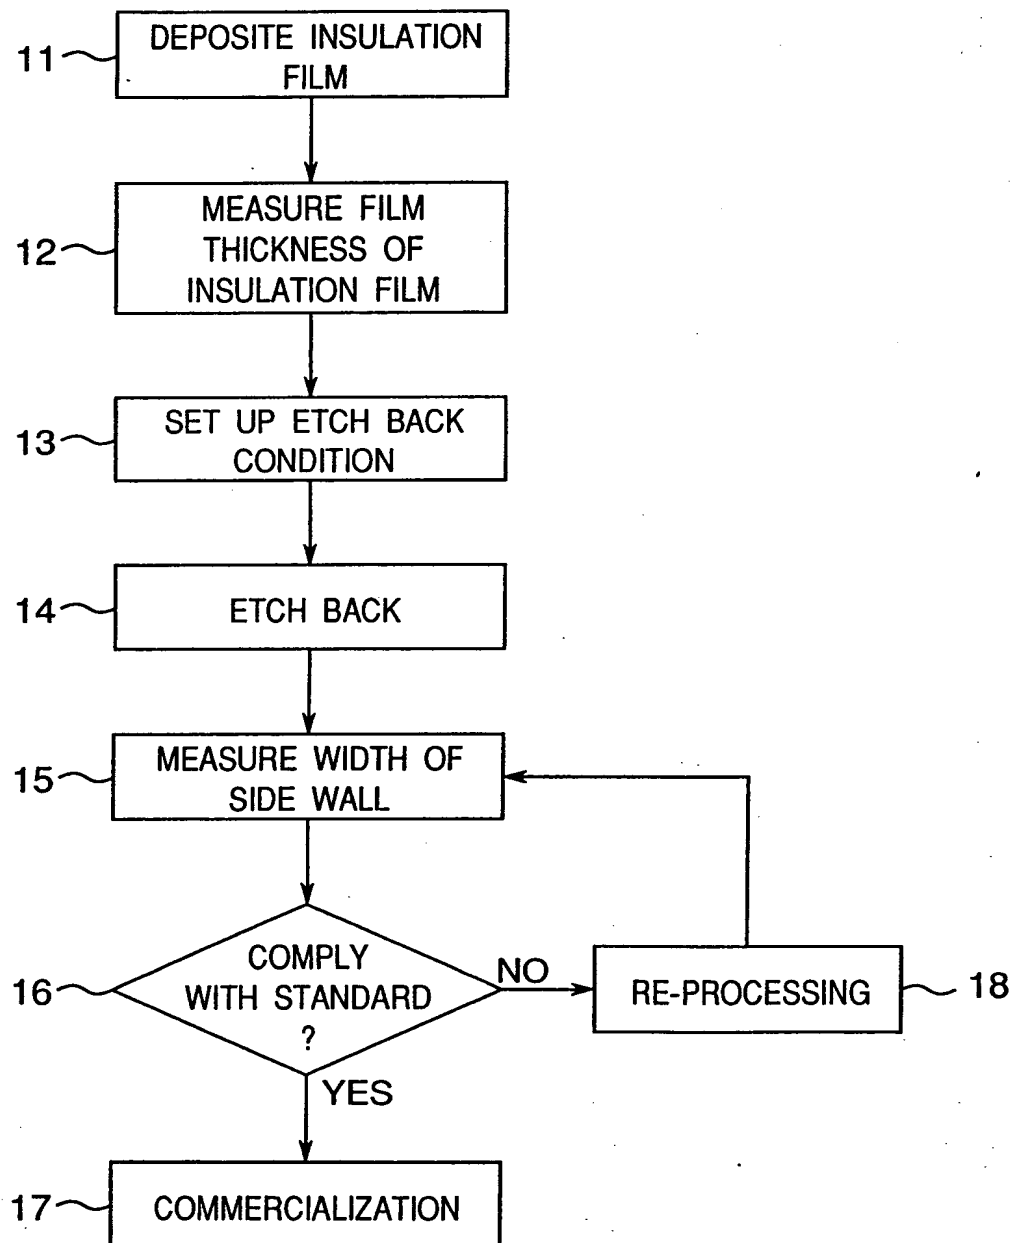 11
DEPOSITE INSULATION
FILM
12
MEASURE FILM
THICKNESS OF
INSULATION FILM
13
SET UP ETCH BACK
CONDITION
14
ETCH BACK
15
MEASURE WIDTH OF
SIDE WALL
16
COMPLY
WITH STANDARD
?
NO
RE-PROCESSING
18
YES
17
COMMERCIALIZATION